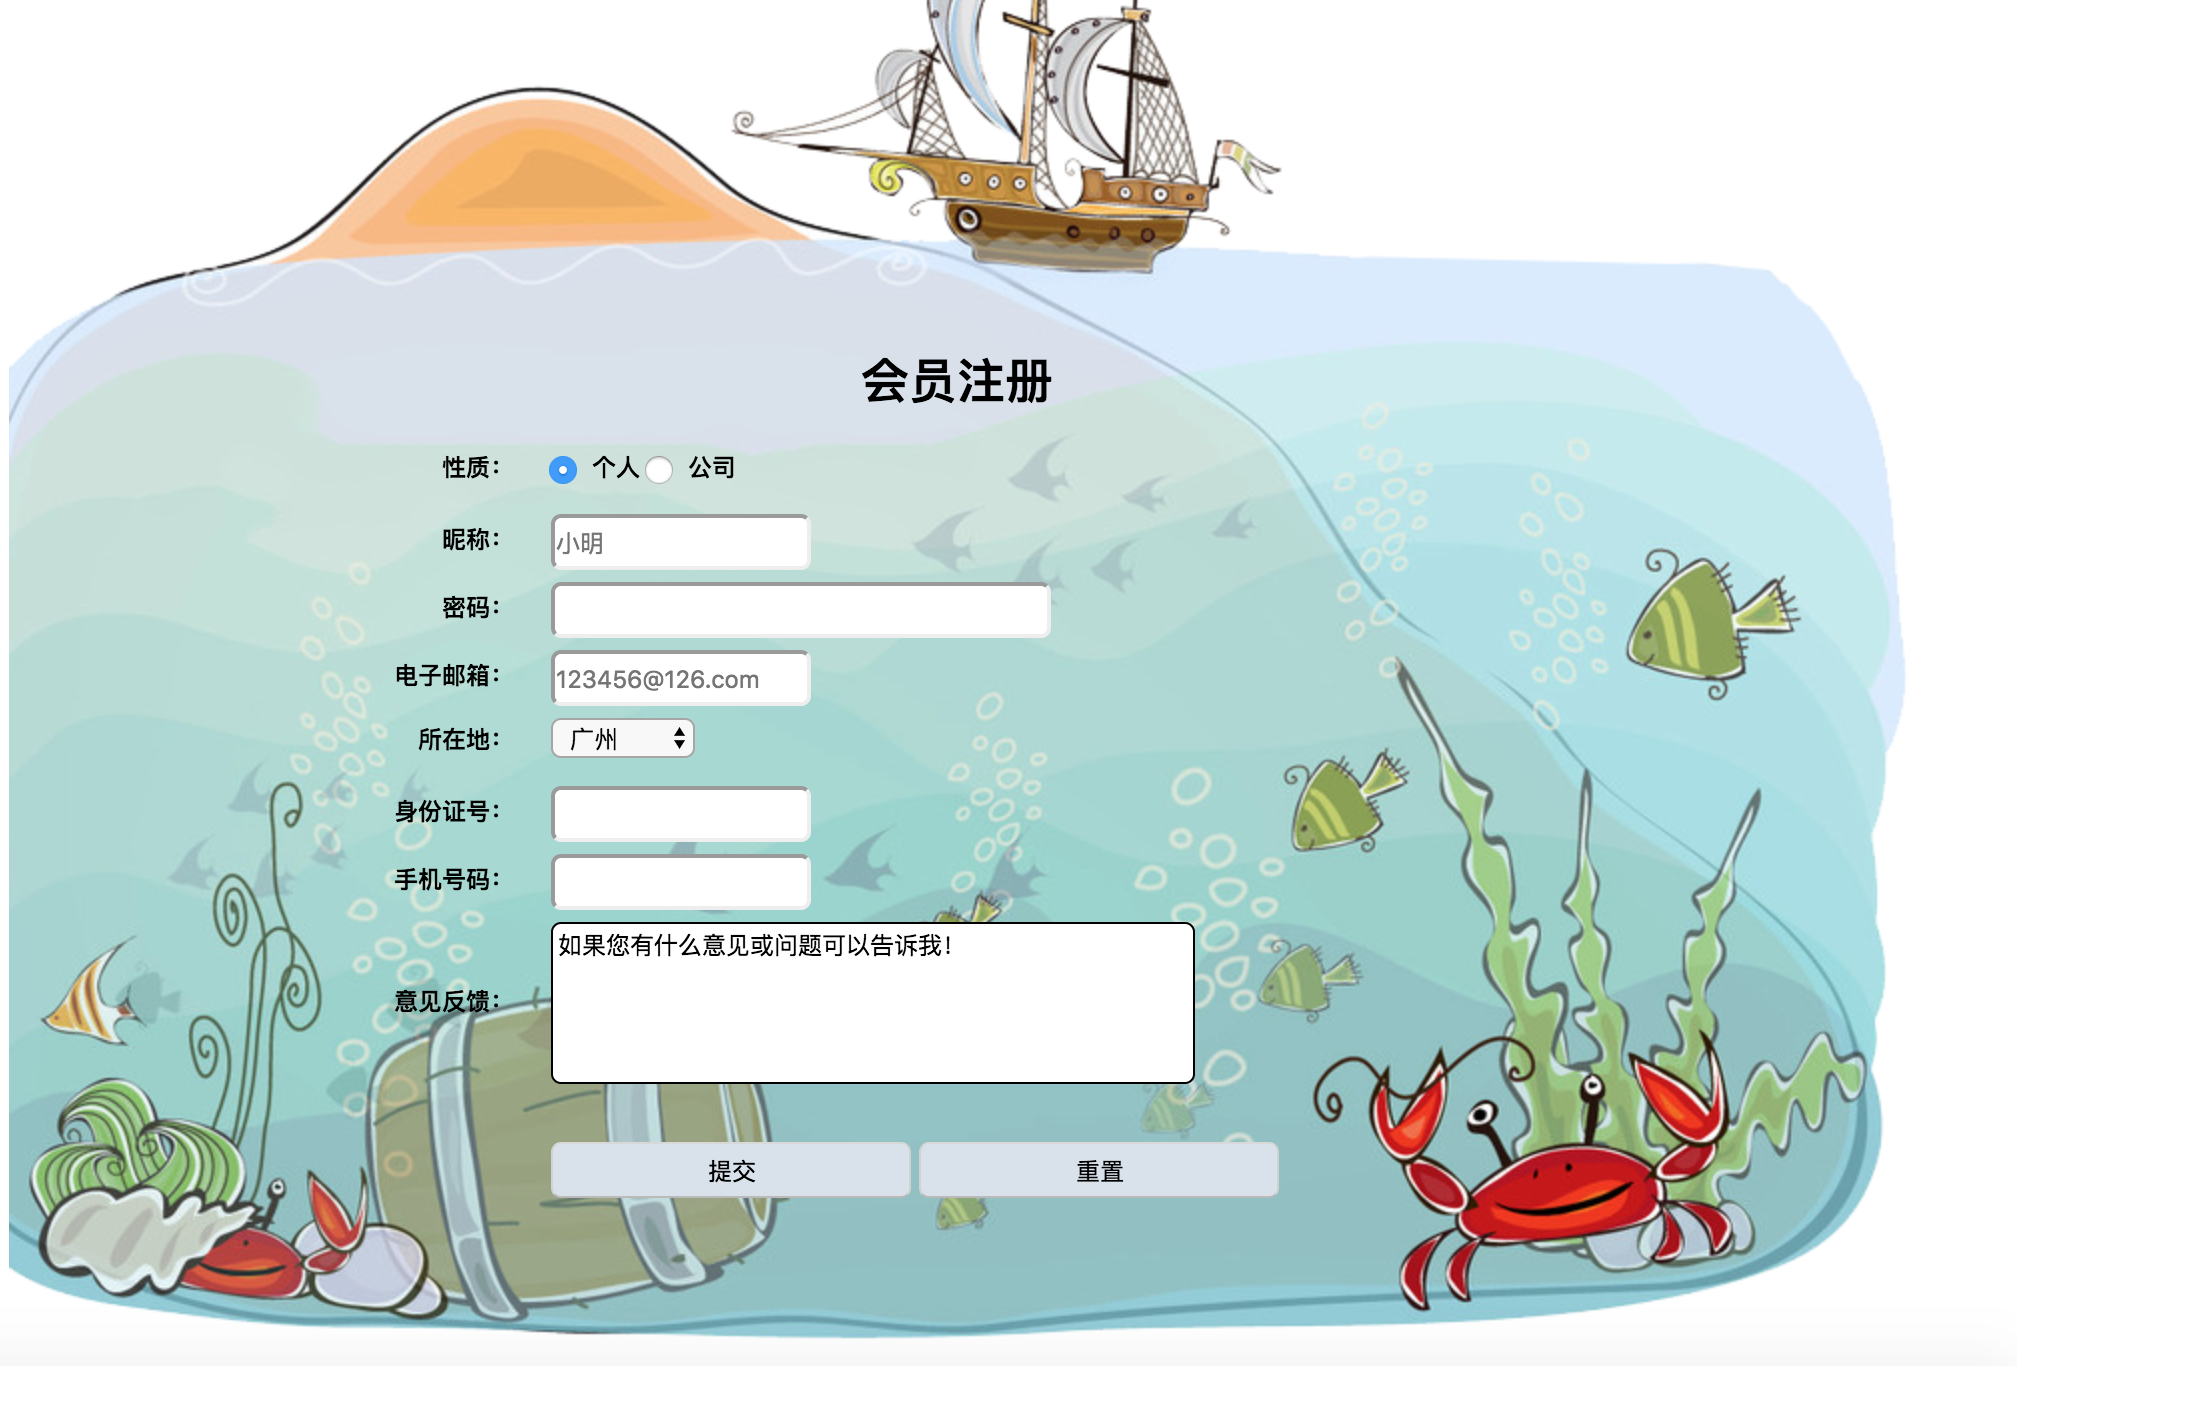 会员注册
性质： 个人 公司
昵称： 小明
密码：
电子邮箱： 123456@126.com
所在地： 广州
身份证号：
手机号码：
意见反馈： 如果您有什么意见或问题可以告诉我！
提交 重置